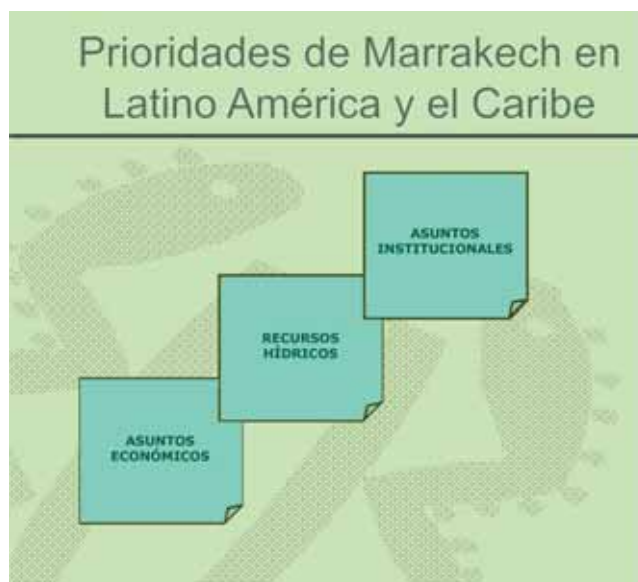 Prioridades de Marrakech en
Latino América y el Caribe
ASUNTOS
INSTITUCIONALES
RECURSOS
HÍDRICOS
ASUNTOS
ECONÓMICOS